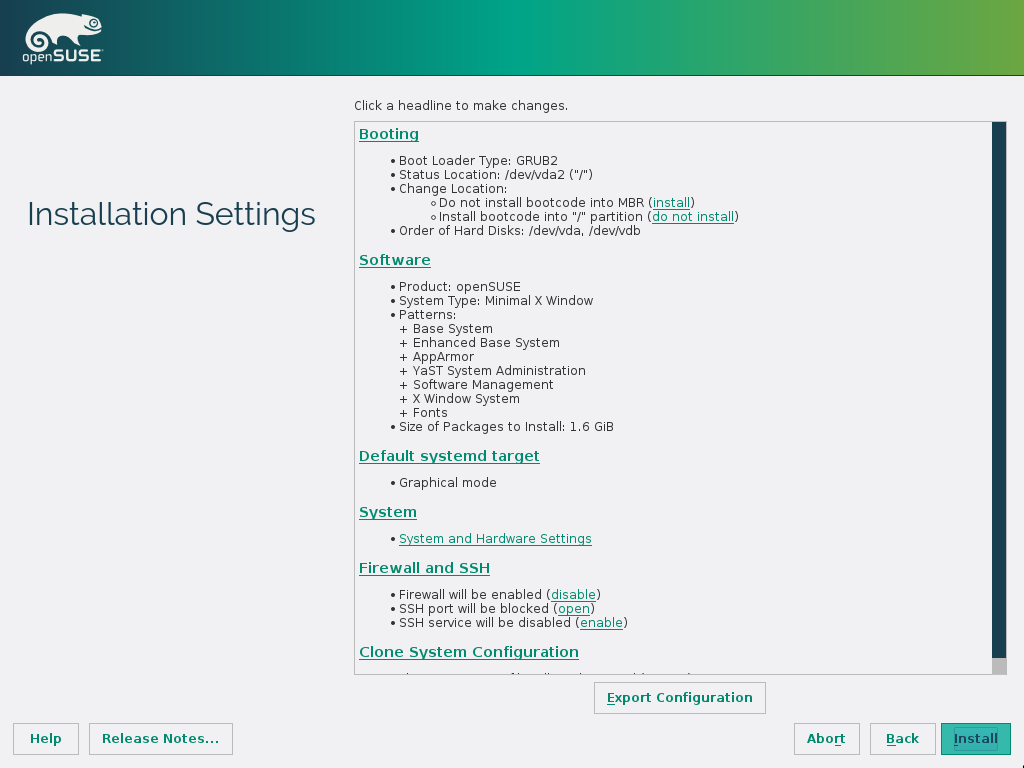 openSUSE
Installation Settings
Click a headline to make changes.
Booting
• Boot Loader Type: GRUB2
• Status Location: /dev/vda2 ("/")
• Change Location:
◦ Do not install bootcode into MBR (install)
◦ Install bootcode into "/" partition (do not install)
• Order of Hard Disks: /dev/vda, /dev/vdb
Software
• Product: openSUSE
• System Type: Minimal X Window
• Patterns:
+ Base System
+ Enhanced Base System
+ AppArmor
+ YaST System Administration
+ Software Management
+ X Window System
+ Fonts
• Size of Packages to Install: 1.6 GiB
Default systemd target
• Graphical mode
System
• System and Hardware Settings
Firewall and SSH
• Firewall will be enabled (disable)
• SSH port will be blocked (open)
• SSH service will be disabled (enable)
Clone System Configuration
Export Configuration
Help
Release Notes...
Abort
Back
Install